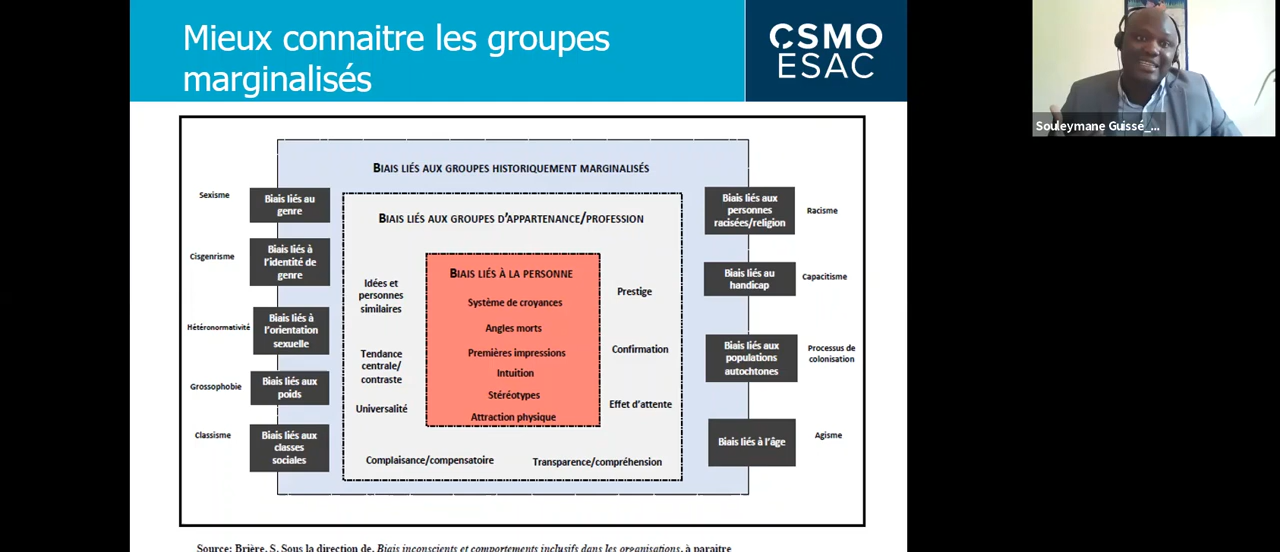 Mieux connaitre les groupes
marginalisés
CSMO
ÉSAC
Souleymane Guissé_...
BIAIS LIÉS AUX GROUPES HISTORIQUEMENT MARGINALISÉS
BIAIS LIÉS AUX GROUPES D'APPARTENANCE/PROFESSION
BIAIS LIÉS À LA PERSONNE
Système de croyances
Angles morts
Premières impressions
Intuition
Stéréotypes
Attraction physique
Idées et
personnes
similaires
Tendance
centrale/
contraste
Universalité
Prestige
Confirmation
Effet d'attente
Complaisance/compensatoire
Transparence/compréhension
Sexisme
Biais liés au
genre
Cisgenrisme
Biais liés à
l'identité de
genre
Hétéronormativité
Biais liés à
l'orientation
sexuelle
Grossophobie
Biais liés aux
poids
Classisme
Biais liés aux
classes
sociales
Biais liés aux
personnes
racisées/religion
Racisme
Biais liés au
handicap
Capacitisme
Biais liés aux
populations
autochtones
Processus de
colonisation
Biais liés à l'âge
Agisme
Source: Brière, S. Sous la direction de. Biais inconscients et comportements inclusifs dans les organisations. à paraitre